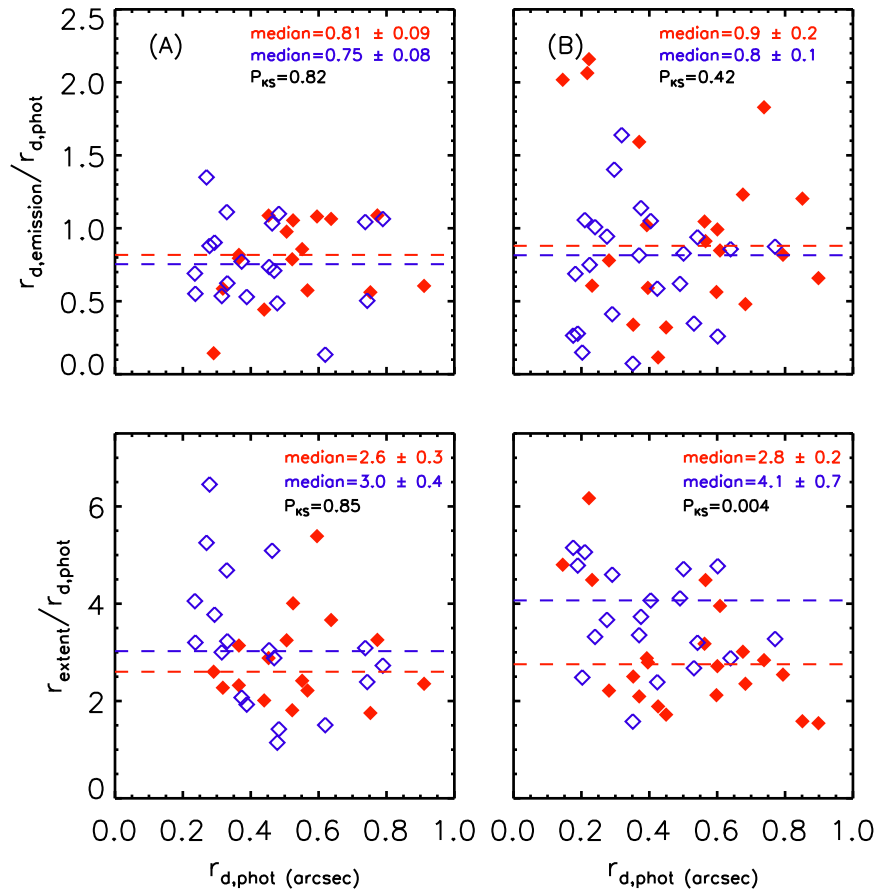 (A)
median=0.81 ± 0.09
median=0.75 ± 0.08
P_KS=0.82
(B)
median=0.9 ± 0.2
median=0.8 ± 0.1
P_KS=0.42
2.5
2.0
1.5
1.0
0.5
0.0
r_d,emission/r_d,phot
median=2.6 ± 0.3
median=3.0 ± 0.4
P_KS=0.85
median=2.8 ± 0.2
median=4.1 ± 0.7
P_KS=0.004
6
4
2
0
r_extent/r_d,phot
0.0 0.2 0.4 0.6 0.8 1.0
0.2 0.4 0.6 0.8 1.0
r_d,phot (arcsec)
r_d,phot (arcsec)